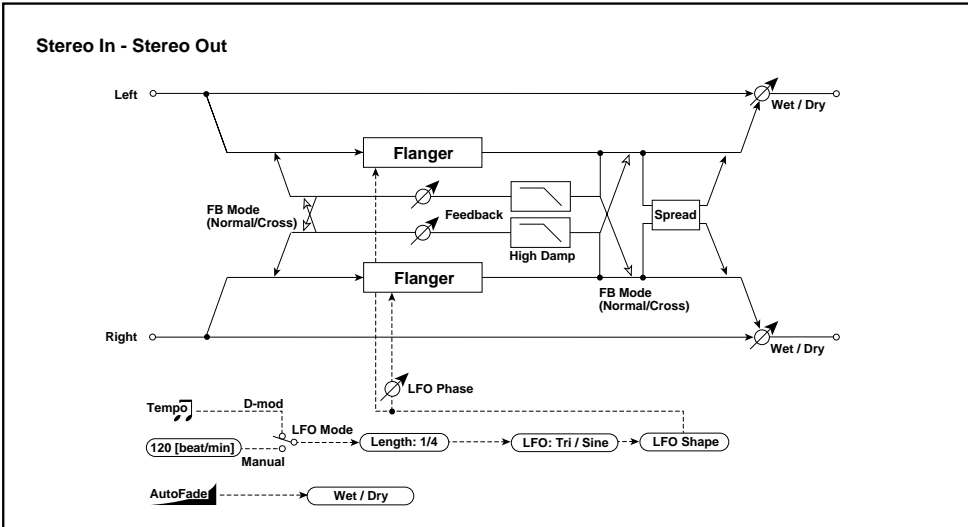 Stereo In - Stereo Out
Left
Wet / Dry
Flanger
FB Mode
(Normal/Cross)
Feedback
High Damp
Spread
Flanger
FB Mode
(Normal/Cross)
Right
Wet / Dry
LFO Phase
Tempo
D-mod
LFO Mode
120 [beat/min]
Manual
Length: 1/4
LFO: Tri / Sine
LFO Shape
AutoFade
Wet / Dry